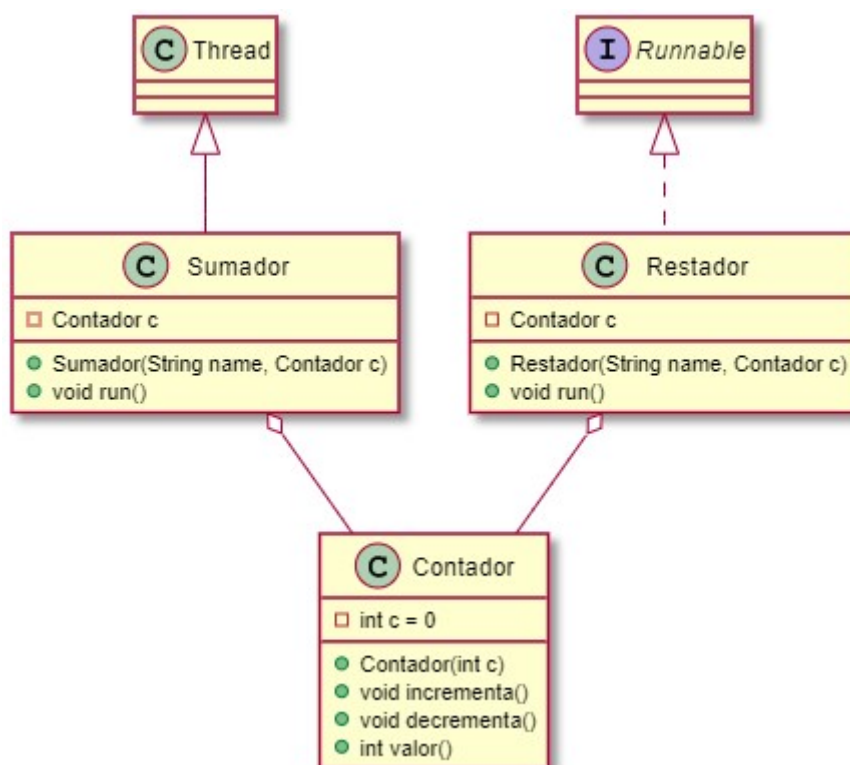 C Thread
I Runnable
C Sumador
Contador c
Sumador(String name, Contador c)
void run()
C Restador
Contador c
Restador(String name, Contador c)
void run()
C Contador
int c = 0
Contador(int c)
void incrementa()
void decrementa()
int valor()